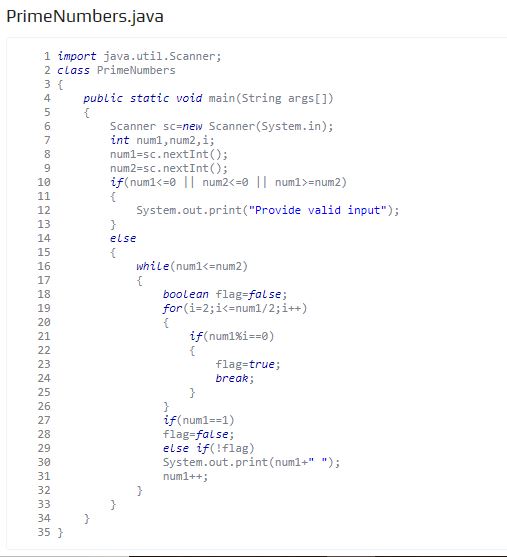 PrimeNumbers.java
1 import java.util.Scanner;
2 class PrimeNumbers
3 {
4     public static void main(String args[])
5     {
6         Scanner sc=new Scanner(System.in);
7         int num1,num2,i;
8         num1=sc.nextInt();
9         num2=sc.nextInt();
10         if(num1<=0 || num2<=0 || num1>=num2)
11         {
12             System.out.print("Provide valid input");
13         }
14         else
15         {
16             while(num1<=num2)
17             {
18                 boolean flag=false;
19                 for(i=2;i<=num1/2;i++)
20                 {
21                     if(num1%i==0)
22                     {
23                         flag=true;
24                         break;
25                     }
26                 }
27                 if(num1==1)
28                 flag=false;
29                 else if(!flag)
30                 System.out.print(num1+" ");
31                 num1++;
32             }
33         }
34     }
35 }